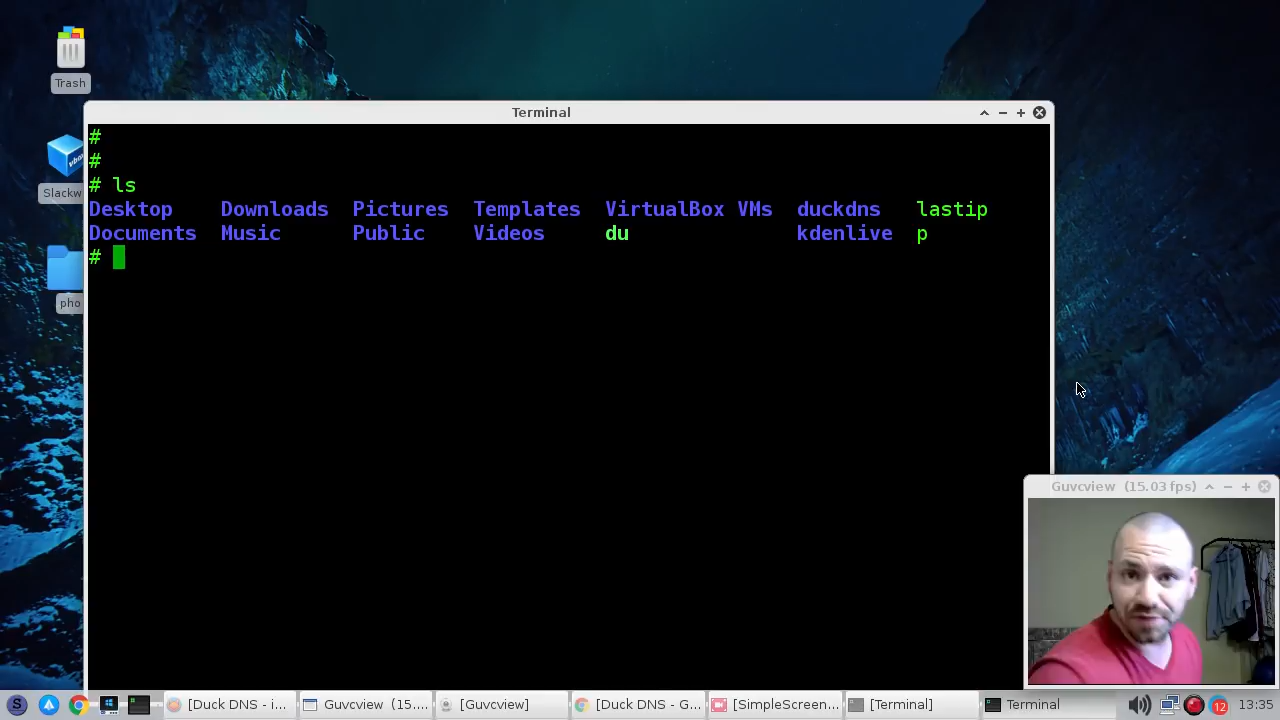 Trash
Slackw
pho
Terminal
#
#
# ls
Desktop Downloads Pictures Templates VirtualBox VMs duckdns lastip
Documents Music Public Videos du kdenlive p
#
Guvcview (15.03 fps)
[Duck DNS - i...
Guvcview (15....
[Guvcview]
[Duck DNS - G...
[SimpleScreen...
[Terminal]
Terminal
12
13:35